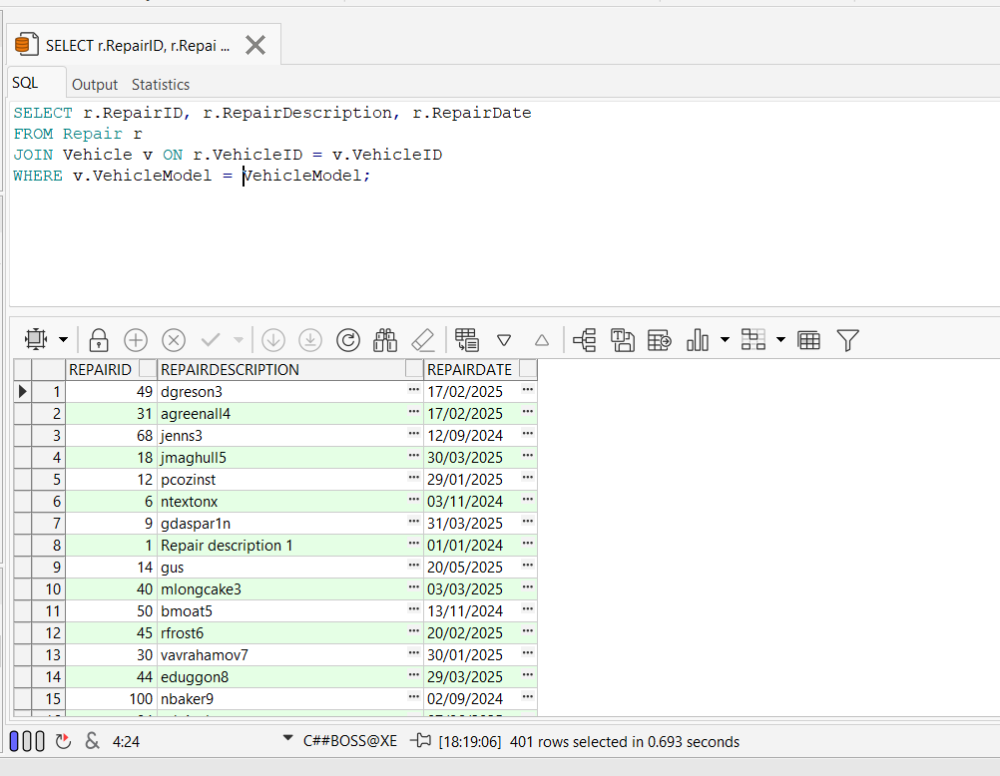 SELECT r.RepairID, r.Repai ...
SQL Output Statistics
SELECT r.RepairID, r.RepairDescription, r.RepairDate
FROM Repair r
JOIN Vehicle v ON r.VehicleID = v.VehicleID
WHERE v.VehicleModel = VehicleModel;
REPAIRID REPAIRDESCRIPTION REPAIRDATE
1 49 dgreson3 ... 17/02/2025 ...
2 31 agreenall4 ... 17/02/2025 ...
3 68 jenns3 ... 12/09/2024 ...
4 18 jmaghull5 ... 30/03/2025 ...
5 12 pcozinst ... 29/01/2025 ...
6 6 ntextonx ... 03/11/2024 ...
7 9 gdaspar1n ... 31/03/2025 ...
8 1 Repair description 1 ... 01/01/2024 ...
9 14 gus ... 20/05/2025 ...
10 40 mlongcake3 ... 03/03/2025 ...
11 50 bmoat5 ... 13/11/2024 ...
12 45 rfrost6 ... 20/02/2025 ...
13 30 vavrahamov7 ... 30/01/2025 ...
14 44 eduggon8 ... 29/03/2025 ...
15 100 nbaker9 ... 02/09/2024 ...
& 4:24 C##BOSS@XE [18:19:06] 401 rows selected in 0.693 seconds